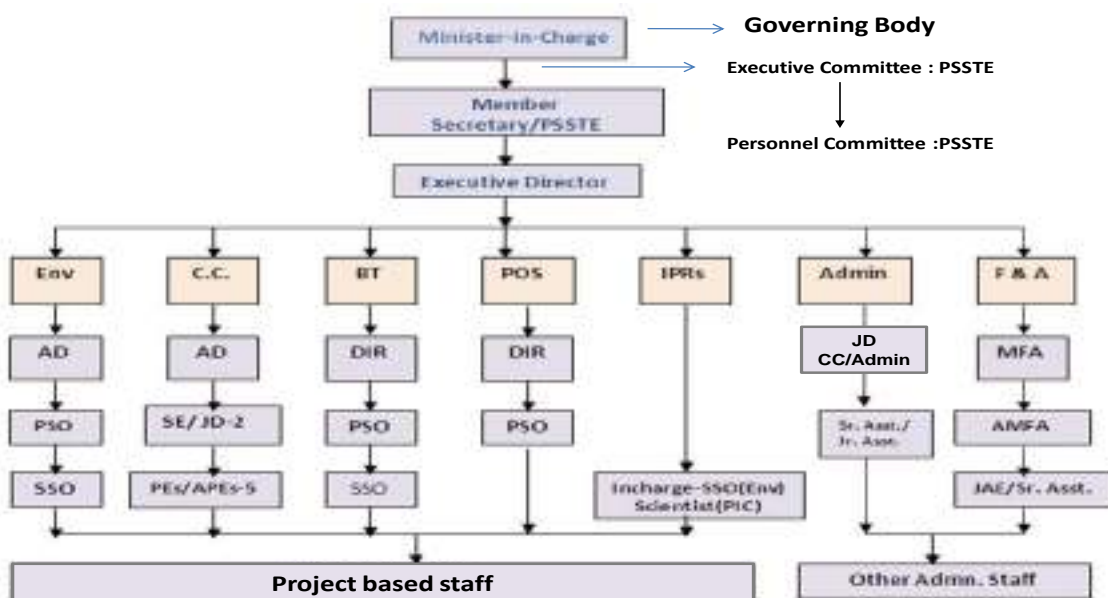 Minister-In-Charge
Governing Body
Executive Committee : PSSTE
Member
Secretary/PSSTE
Personnel Committee :PSSTE
Executive Director
Env
C.C.
BT
POS
IPRs
Admin
F & A
AD
AD
DIR
DIR
JD
CC/Admin
MFA
PSO
SE/JD-2
PSO
PSO
Sr. Asst./
Jr. Asst.
AMFA
SSO
PEs/APEs-5
SSO
Incharge-SSO(Env)
Scientist(PIC)
JAE/Sr. Asst.
Project based staff
Other Admn. Staff